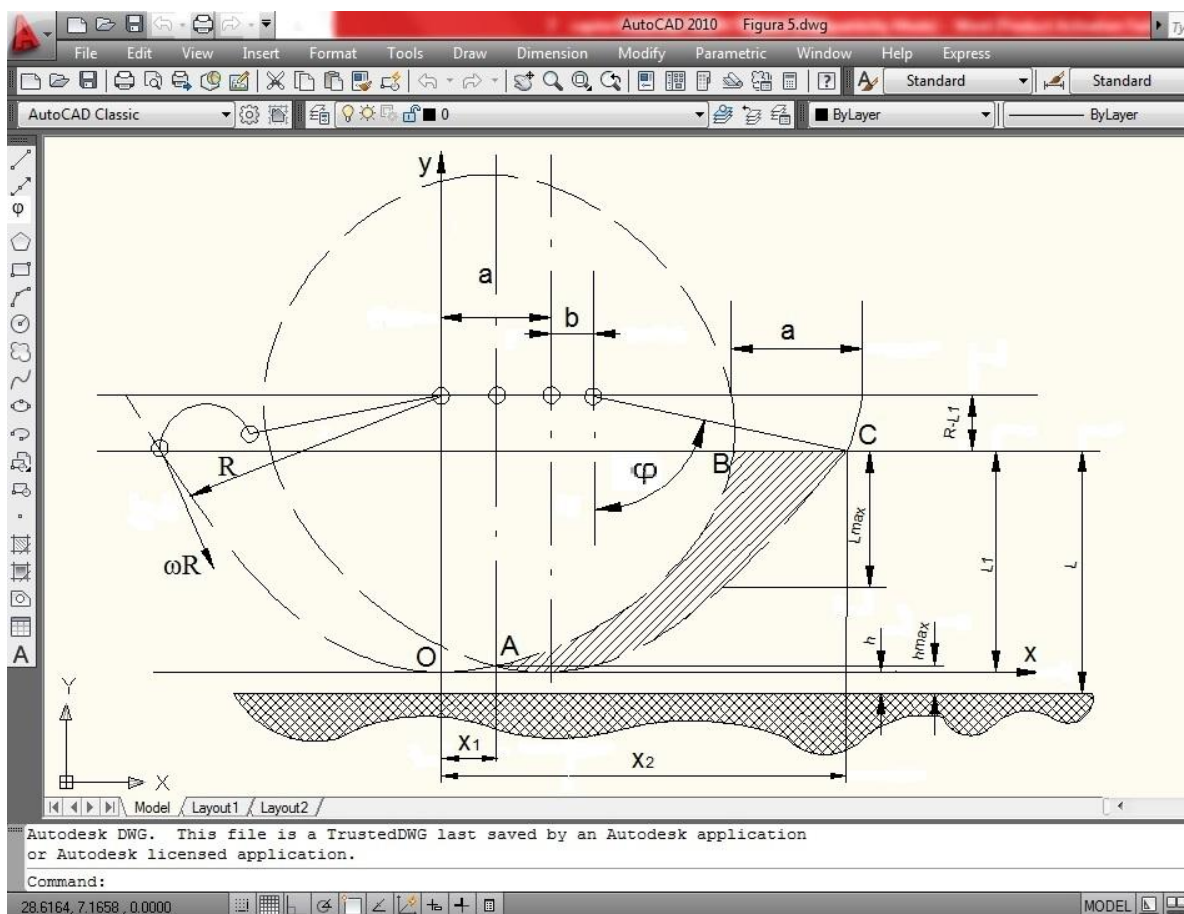 AutoCAD 2010 Figura 5.dwg
Ty
File Edit View Insert Format Tools Draw Dimension Modify Parametric Window Help Express
Standard Standard
AutoCAD Classic 0 ByLayer ByLayer
φ
A
y
a
b
a
R-L1
C
B
R
φ
ωR
Lmax
L1
L
O
A
h
hmax
x
Y
X
x1
x2
Model Layout1 Layout2
Autodesk DWG. This file is a TrustedDWG last saved by an Autodesk application
or Autodesk licensed application.
Command:
28.6164, 7.1658 , 0.0000 MODEL